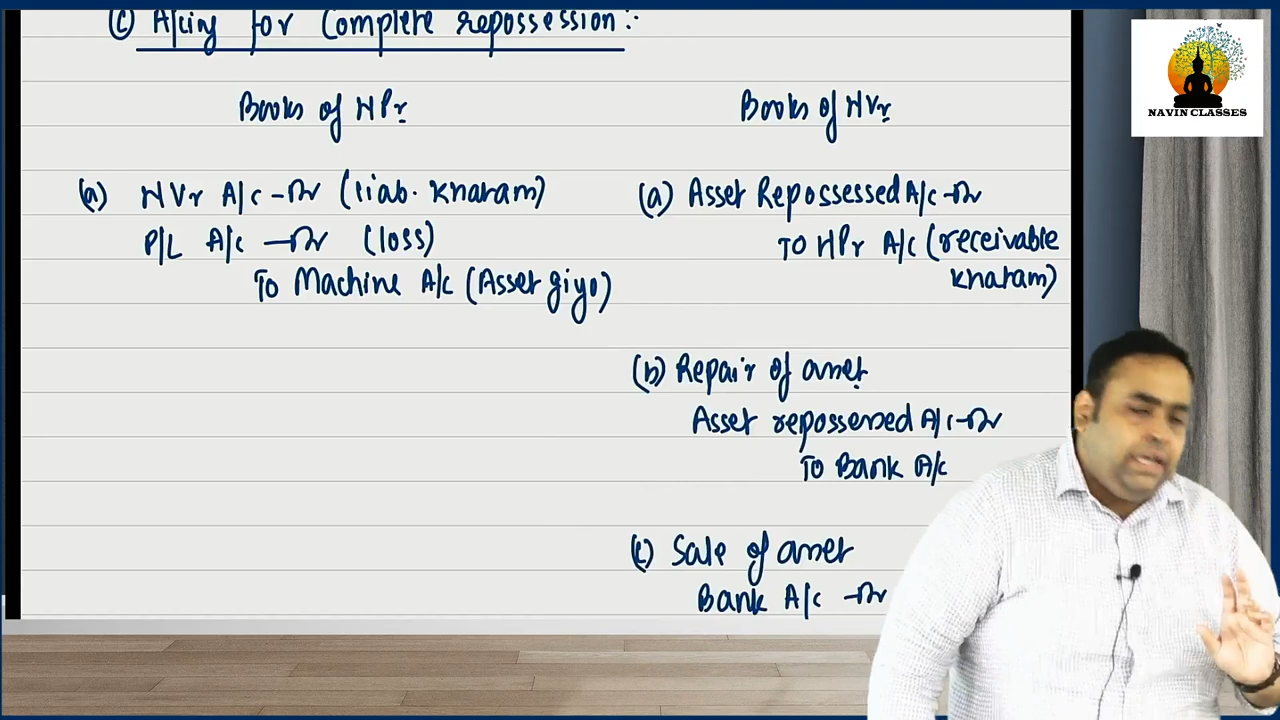 (C) A/cing for Complete repossession:-
Books of HPr
(a) HVr A/c - Dr (liab. Khatam)
P/L A/c - Dr (loss)
To Machine A/c (Asset giyo)
Books of HVr
(a) Asset Repossessed A/c - Dr
To HPr A/c (receivable
Khatam)
(b) Repair of asset
Asset repossessed A/c - Dr
To Bank A/c
(c) Sale of asset
Bank A/c - Dr
NAVIN CLASSES